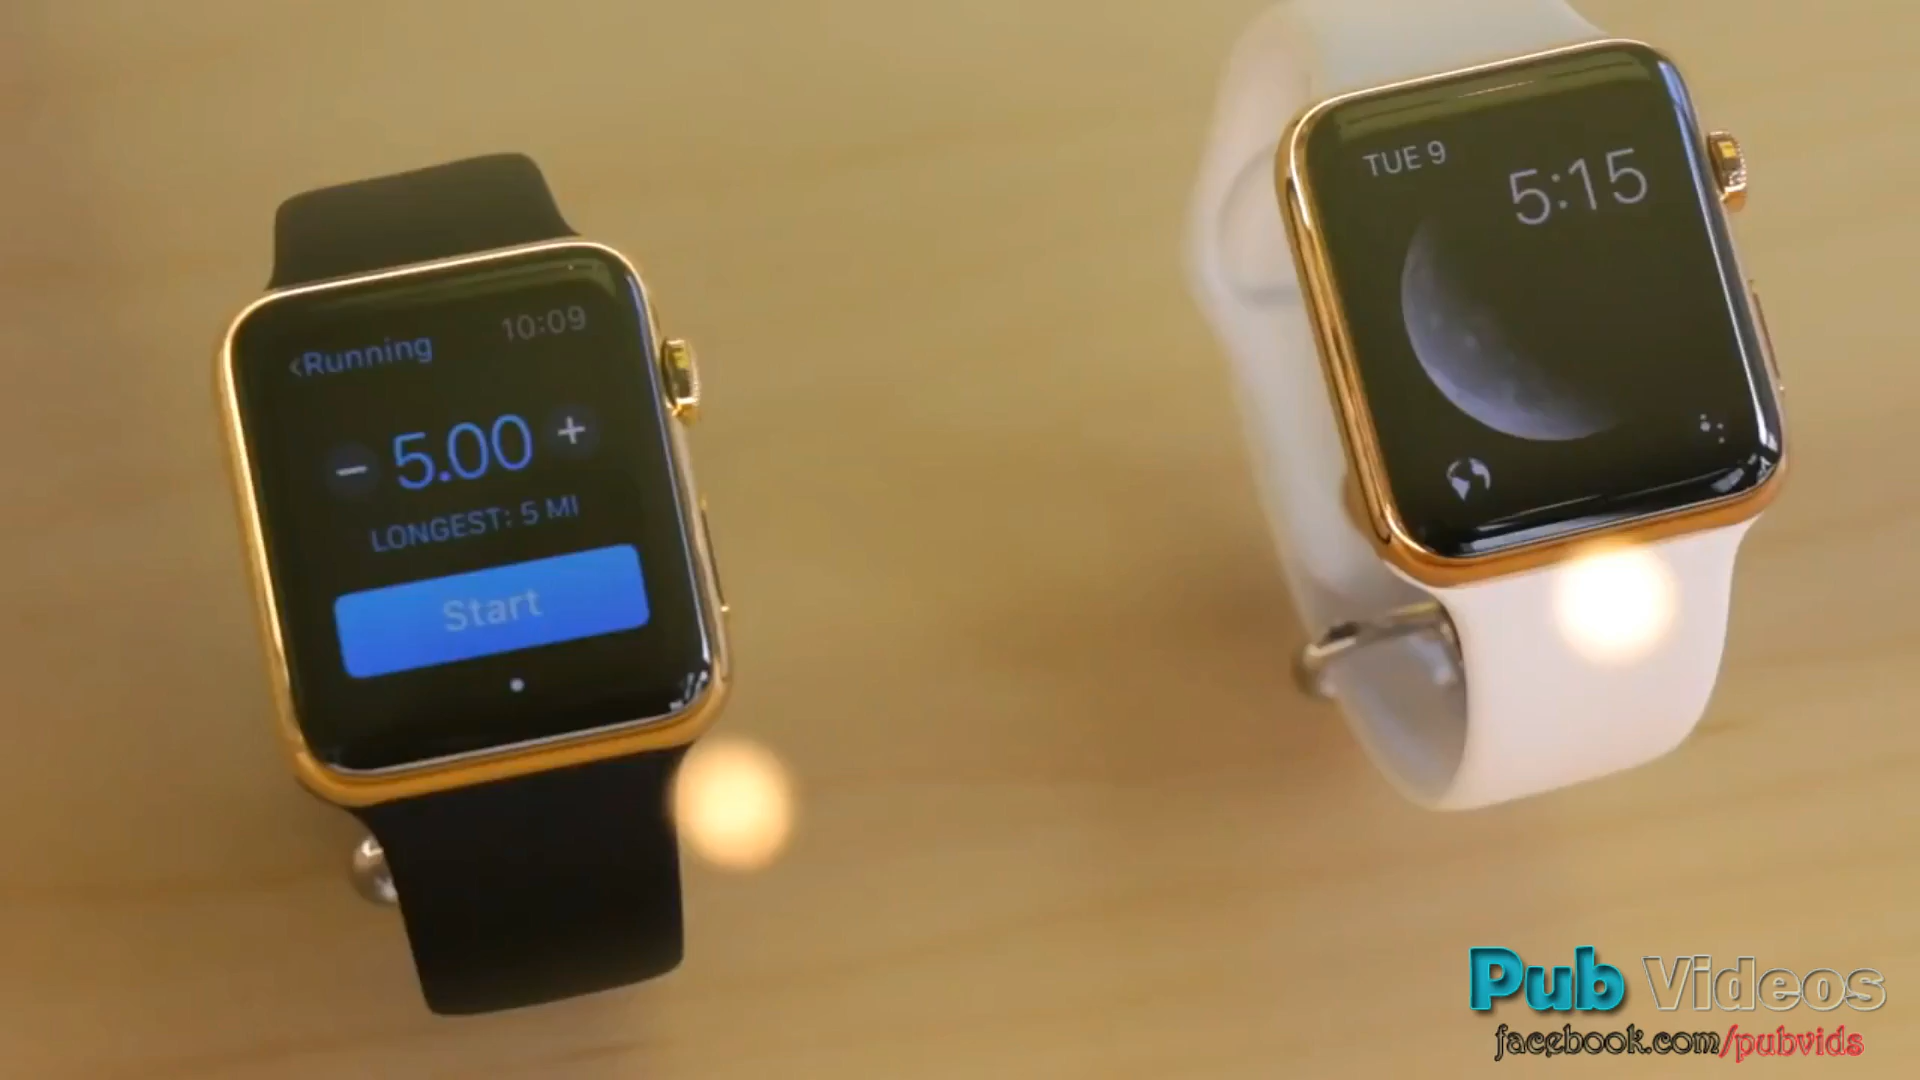 <Running
10:09
- 5.00 +
LONGEST: 5 MI
Start
TUE 9
5:15
Pub Videos
facebook.com/pubvids